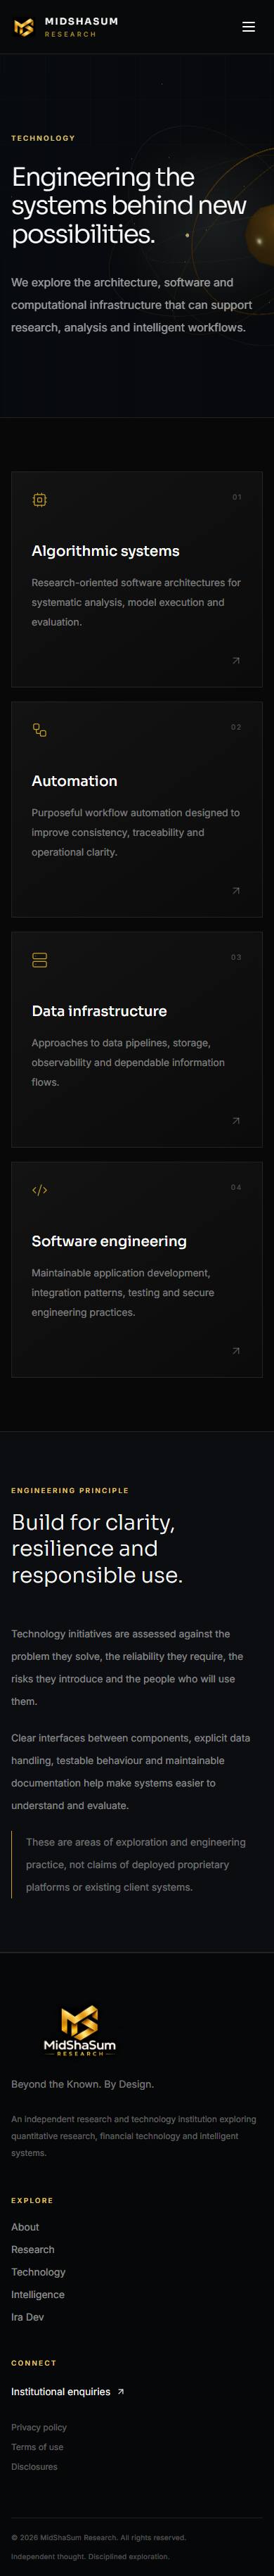 MIDSHASUM
RESEARCH
TECHNOLOGY
Engineering the
systems behind new
possibilities.
We explore the architecture, software and
computational infrastructure that can support
research, analysis and intelligent workflows.
01
Algorithmic systems
Research-oriented software architectures for
systematic analysis, model execution and
evaluation.
02
Automation
Purposeful workflow automation designed to
improve consistency, traceability and
operational clarity.
03
Data infrastructure
Approaches to data pipelines, storage,
observability and dependable information
flows.
04
Software engineering
Maintainable application development,
integration patterns, testing and secure
engineering practices.
ENGINEERING PRINCIPLE
Build for clarity,
resilience and
responsible use.
Technology initiatives are assessed against the
problem they solve, the reliability they require, the
risks they introduce and the people who will use
them.
Clear interfaces between components, explicit data
handling, testable behaviour and maintainable
documentation help make systems easier to
understand and evaluate.
These are areas of exploration and engineering
practice, not claims of deployed proprietary
platforms or existing client systems.
MidShaSum
RESEARCH
Beyond the Known. By Design.
An independent research and technology institution exploring
quantitative research, financial technology and intelligent
systems.
EXPLORE
About
Research
Technology
Intelligence
Ira Dev
CONNECT
Institutional enquiries
Privacy policy
Terms of use
Disclosures
© 2026 MidShaSum Research. All rights reserved.
Independent thought. Disciplined exploration.